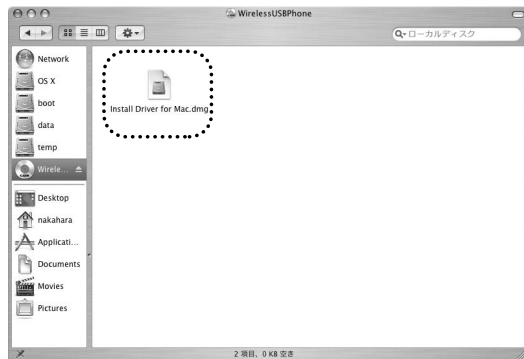 WirelessUSBPhone
ローカルディスク
Network
OS X
boot
data
temp
Wirele...
Desktop
nakahara
Applicati...
Documents
Movies
Pictures
Install Driver for Mac.dmg
2 項目、0 KB 空き